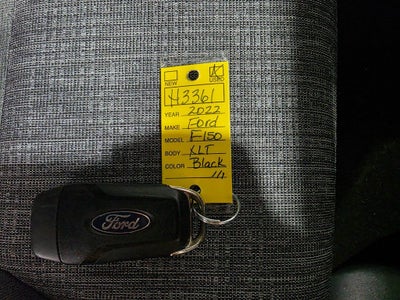 NEW USED
H3361
YEAR 2022
MAKE Ford
MODEL F150
BODY XLT
COLOR Black
Ford